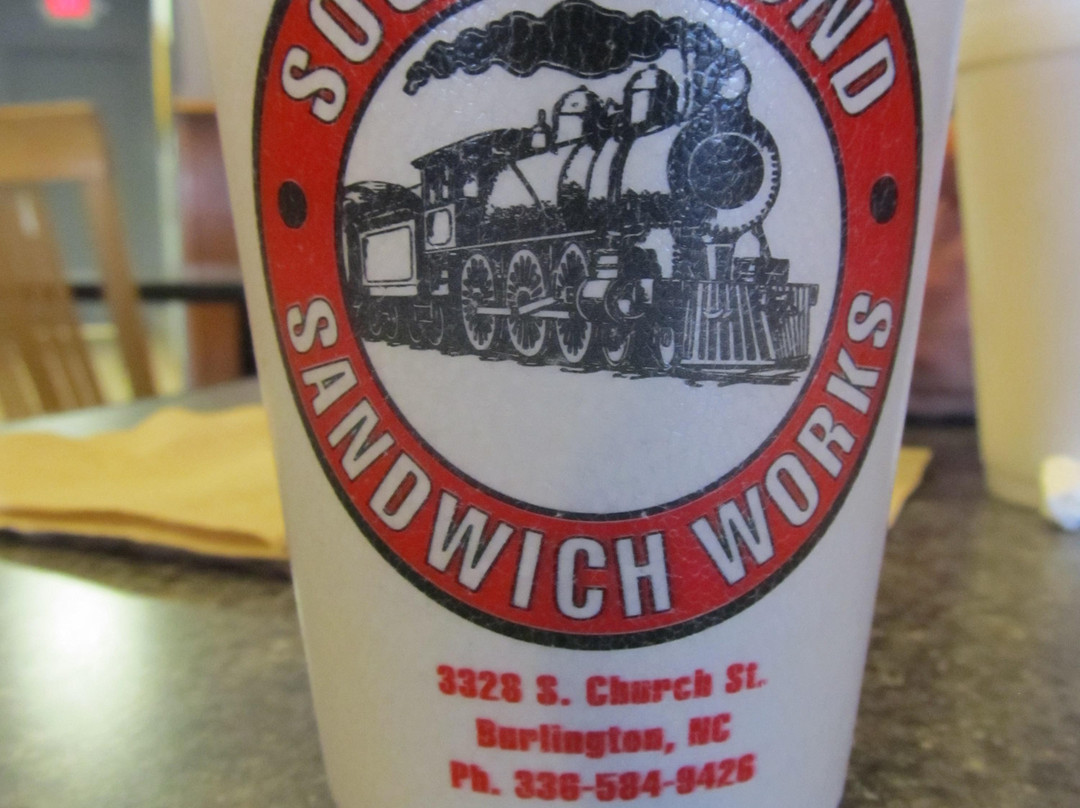 SANDWICH WORKS
3328 S. Church St.
Burlington, NC
Ph. 336-584-9426